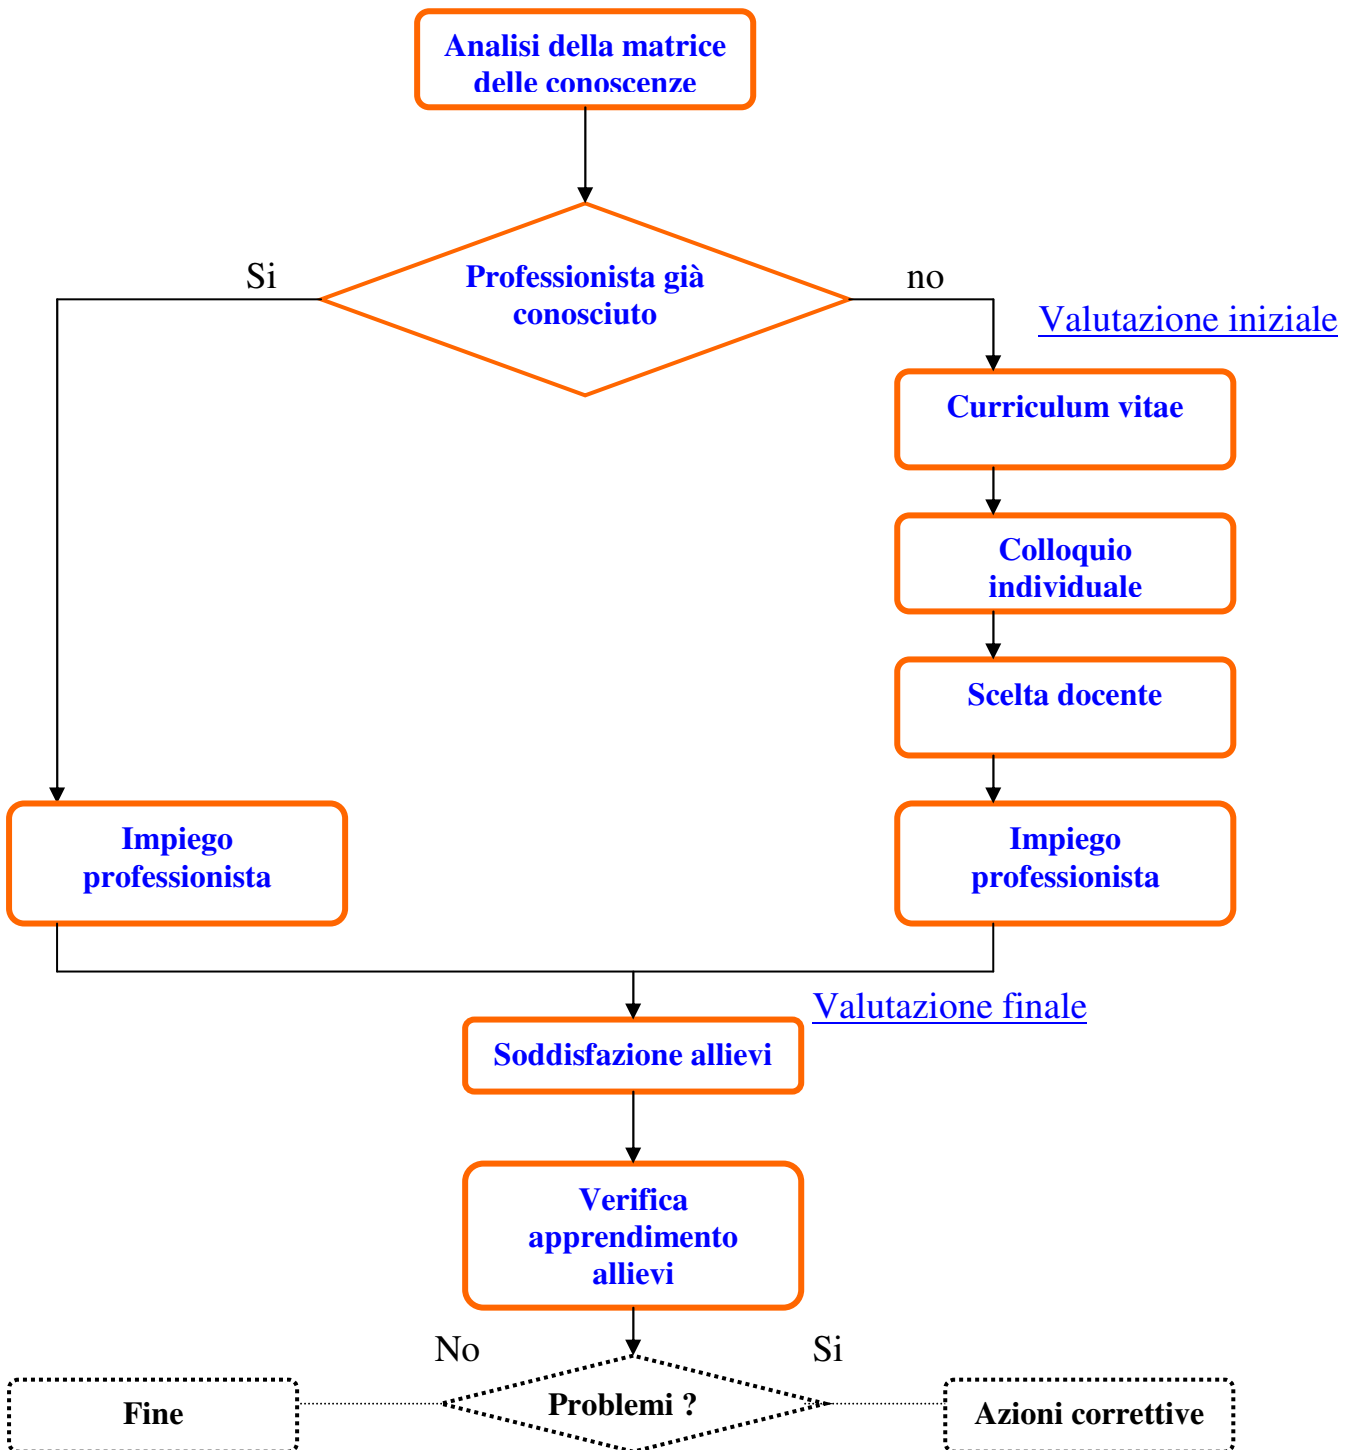 Analisi della matrice
delle conoscenze
Si
Professionista già
conosciuto
no
Valutazione iniziale
Curriculum vitae
Colloquio
individuale
Scelta docente
Impiego
professionista
Impiego
professionista
Valutazione finale
Soddisfazione allievi
Verifica
apprendimento
allievi
No
Si
Fine
Problemi ?
Azioni correttive